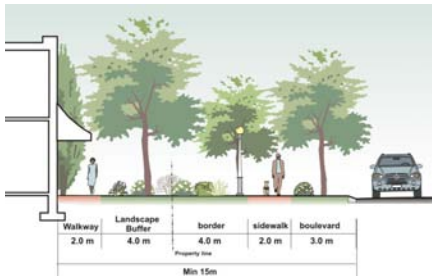 Walkway
Landscape Buffer
border
sidewalk
boulevard
2.0 m
4.0 m
4.0 m
2.0 m
3.0 m
Property line
Min 15m